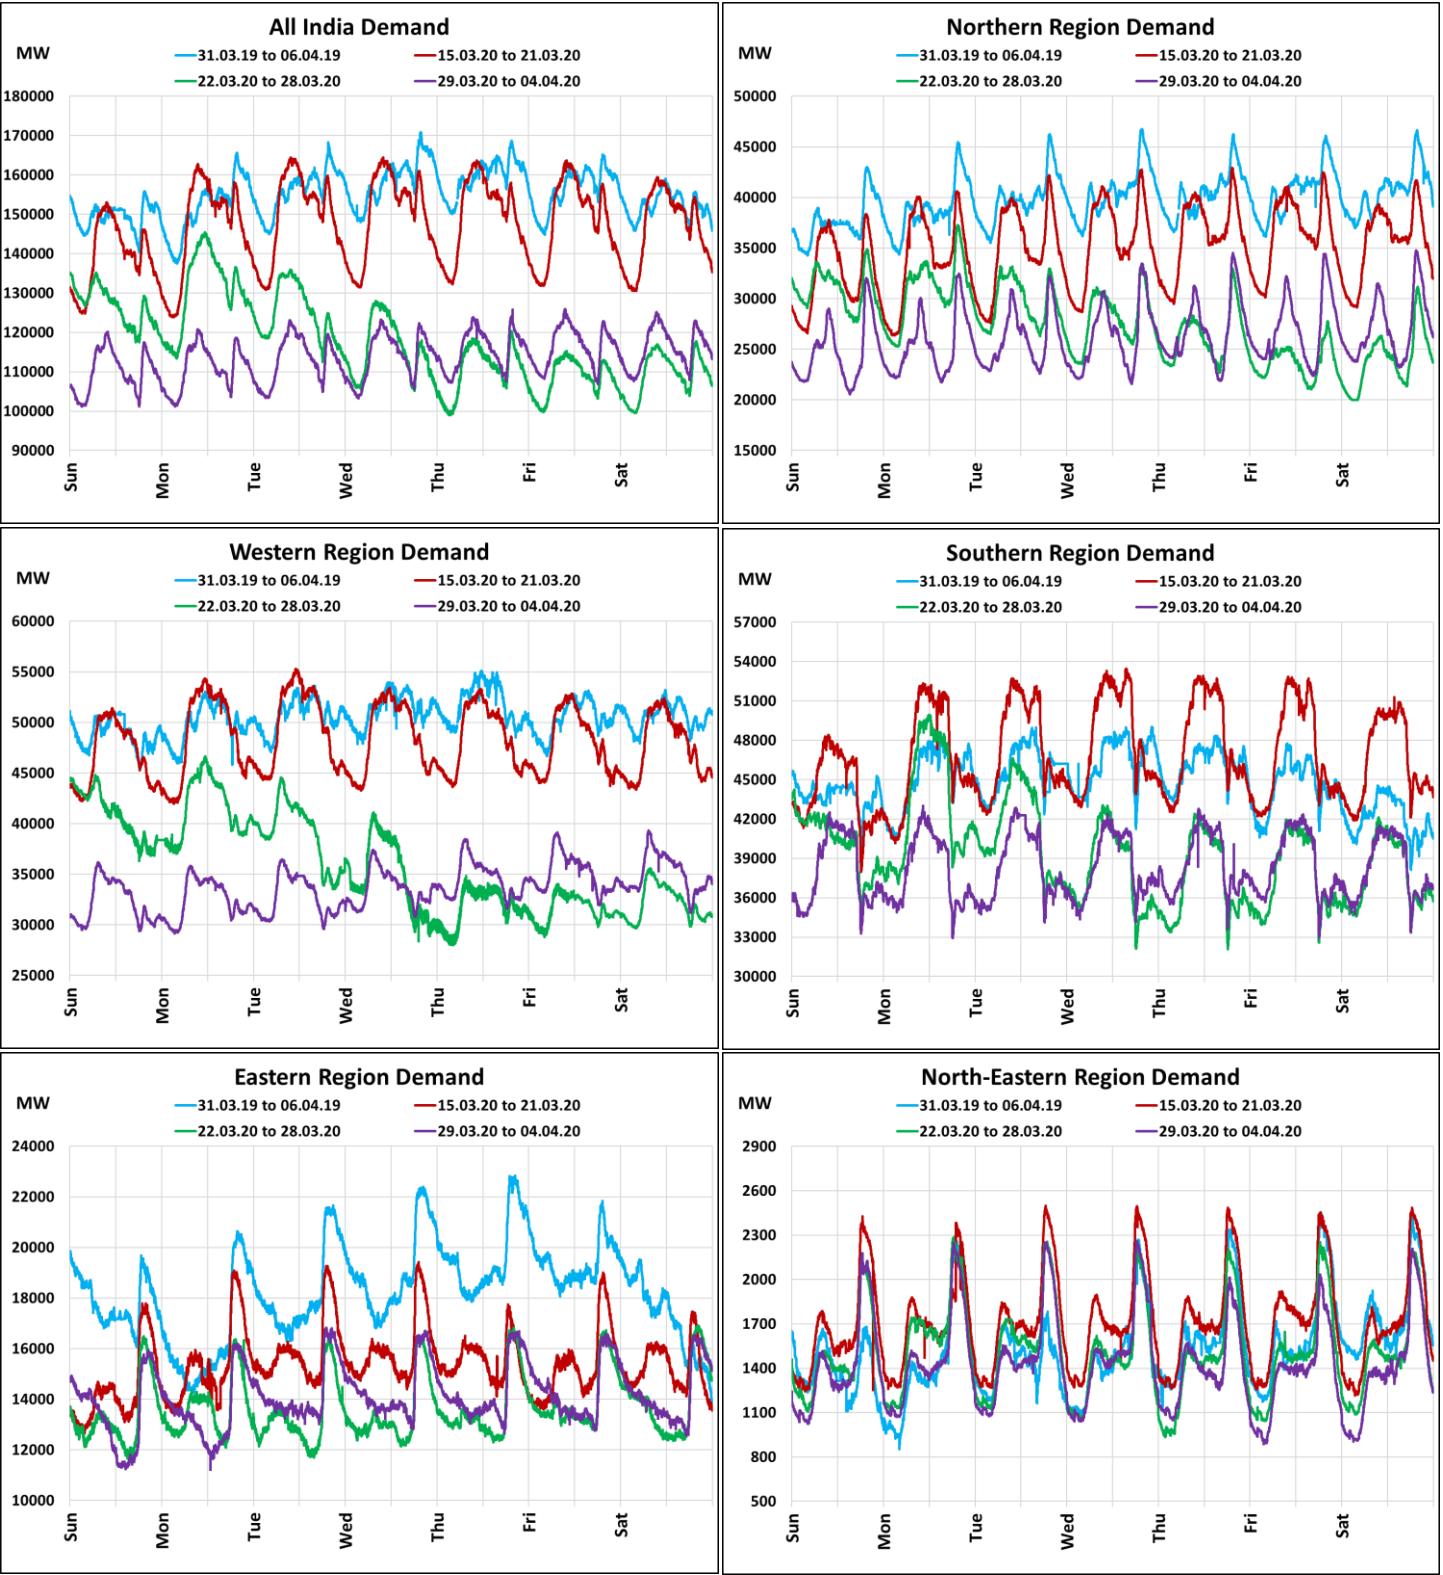 All India Demand
MW
31.03.19 to 06.04.19 15.03.20 to 21.03.20
22.03.20 to 28.03.20 29.03.20 to 04.04.20
180000
170000
160000
150000
140000
130000
120000
110000
100000
90000
Sun Mon Tue Wed Thu Fri Sat
Northern Region Demand
MW
31.03.19 to 06.04.19 15.03.20 to 21.03.20
22.03.20 to 28.03.20 29.03.20 to 04.04.20
50000
45000
40000
35000
30000
25000
20000
15000
Sun Mon Tue Wed Thu Fri Sat
Western Region Demand
MW
31.03.19 to 06.04.19 15.03.20 to 21.03.20
22.03.20 to 28.03.20 29.03.20 to 04.04.20
60000
55000
50000
45000
40000
35000
30000
25000
Sun Mon Tue Wed Thu Fri Sat
Southern Region Demand
MW
31.03.19 to 06.04.19 15.03.20 to 21.03.20
22.03.20 to 28.03.20 29.03.20 to 04.04.20
57000
54000
51000
48000
45000
42000
39000
36000
33000
30000
Sun Mon Tue Wed Thu Fri Sat
Eastern Region Demand
MW
31.03.19 to 06.04.19 15.03.20 to 21.03.20
22.03.20 to 28.03.20 29.03.20 to 04.04.20
24000
22000
20000
18000
16000
14000
12000
10000
Sun Mon Tue Wed Thu Fri Sat
North-Eastern Region Demand
MW
31.03.19 to 06.04.19 15.03.20 to 21.03.20
22.03.20 to 28.03.20 29.03.20 to 04.04.20
2900
2600
2300
2000
1700
1400
1100
800
500
Sun Mon Tue Wed Thu Fri Sat